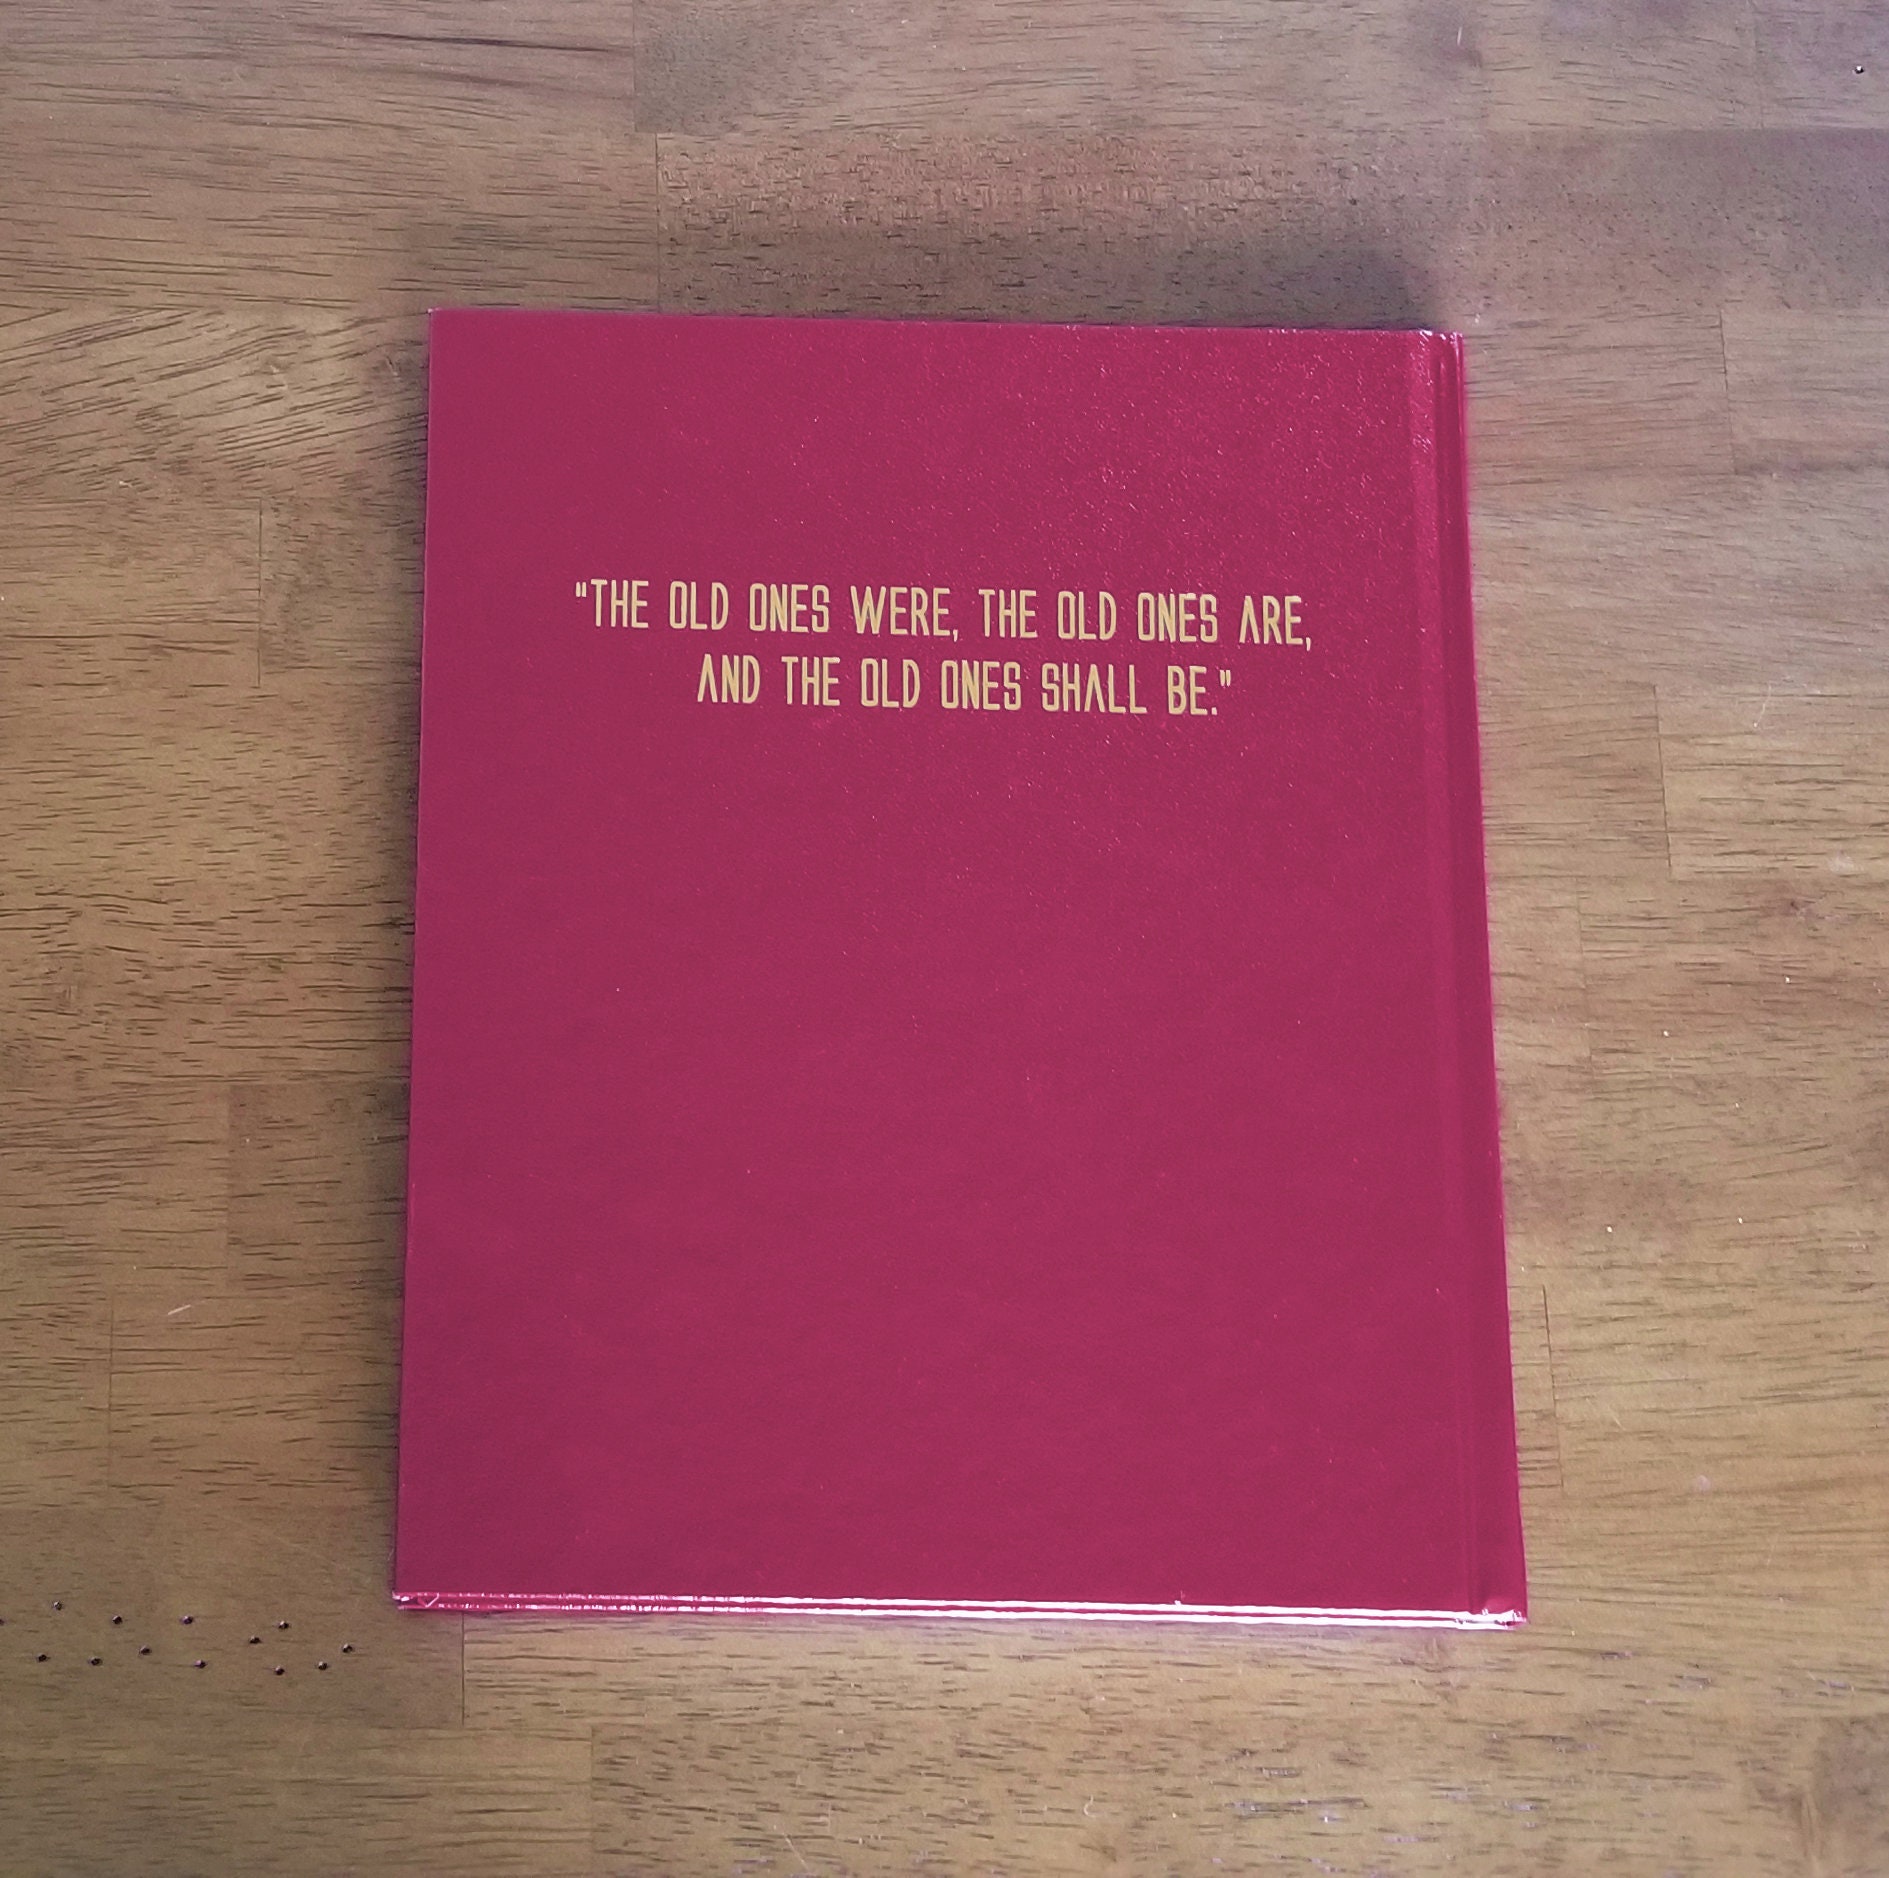 "THE OLD ONES WERE, THE OLD ONES ARE,
AND THE OLD ONES SHALL BE."